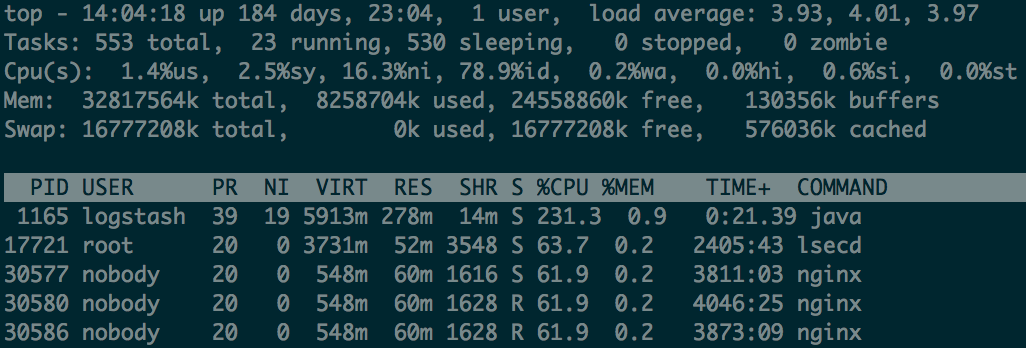 top - 14:04:18 up 184 days, 23:04,  1 user,  load average: 3.93, 4.01, 3.97
Tasks: 553 total,  23 running, 530 sleeping,   0 stopped,   0 zombie
Cpu(s):  1.4%us,  2.5%sy, 16.3%ni, 78.9%id,  0.2%wa,  0.0%hi,  0.6%si,  0.0%st
Mem:  32817564k total,  8258704k used, 24558860k free,   130356k buffers
Swap: 16777208k total,        0k used, 16777208k free,   576036k cached
  PID USER      PR  NI  VIRT  RES  SHR S %CPU %MEM    TIME+  COMMAND
 1165 logstash  39  19 5913m 278m  14m S 231.3  0.9   0:21.39 java
17721 root      20   0 3731m  52m 3548 S 63.7  0.2   2405:43 lsecd
30577 nobody    20   0  548m  60m 1616 S 61.9  0.2   3811:03 nginx
30580 nobody    20   0  548m  60m 1628 R 61.9  0.2   4046:25 nginx
30586 nobody    20   0  548m  60m 1628 R 61.9  0.2   3873:09 nginx